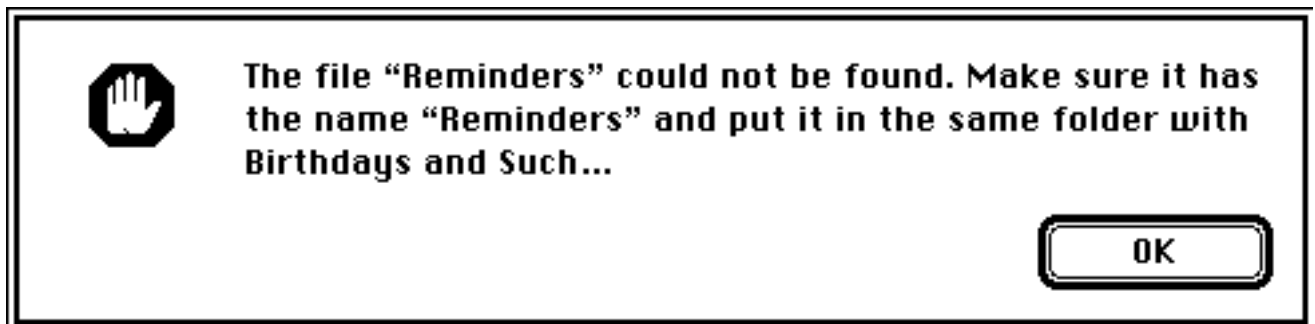 The file “Reminders” could not be found. Make sure it has
the name “Reminders” and put it in the same folder with
Birthdays and Such...
OK